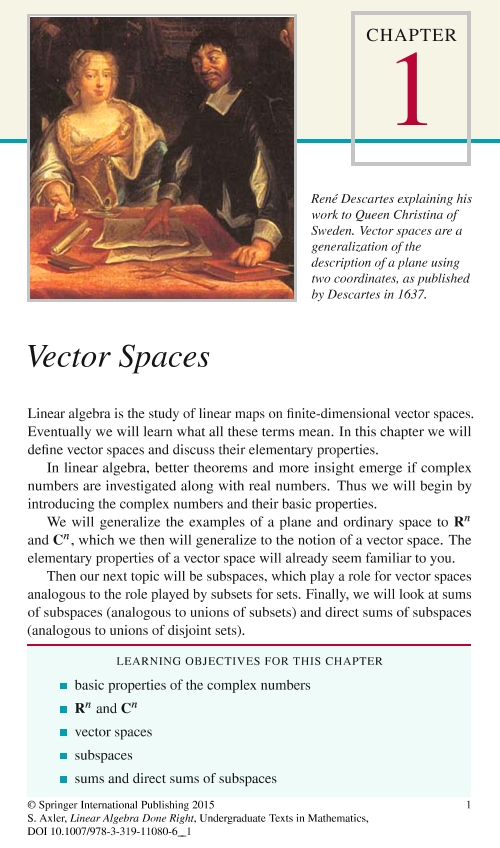 CHAPTER
1
René Descartes explaining his
work to Queen Christina of
Sweden. Vector spaces are a
generalization of the
description of a plane using
two coordinates, as published
by Descartes in 1637.
Vector Spaces
Linear algebra is the study of linear maps on finite-dimensional vector spaces.
Eventually we will learn what all these terms mean. In this chapter we will
define vector spaces and discuss their elementary properties.
In linear algebra, better theorems and more insight emerge if complex
numbers are investigated along with real numbers. Thus we will begin by
introducing the complex numbers and their basic properties.
We will generalize the examples of a plane and ordinary space to Rⁿ
and Cⁿ, which we then will generalize to the notion of a vector space. The
elementary properties of a vector space will already seem familiar to you.
Then our next topic will be subspaces, which play a role for vector spaces
analogous to the role played by subsets for sets. Finally, we will look at sums
of subspaces (analogous to unions of subsets) and direct sums of subspaces
(analogous to unions of disjoint sets).
LEARNING OBJECTIVES FOR THIS CHAPTER
■ basic properties of the complex numbers
■ Rⁿ and Cⁿ
■ vector spaces
■ subspaces
■ sums and direct sums of subspaces
© Springer International Publishing 2015 1
S. Axler, Linear Algebra Done Right, Undergraduate Texts in Mathematics,
DOI 10.1007/978-3-319-11080-6_1